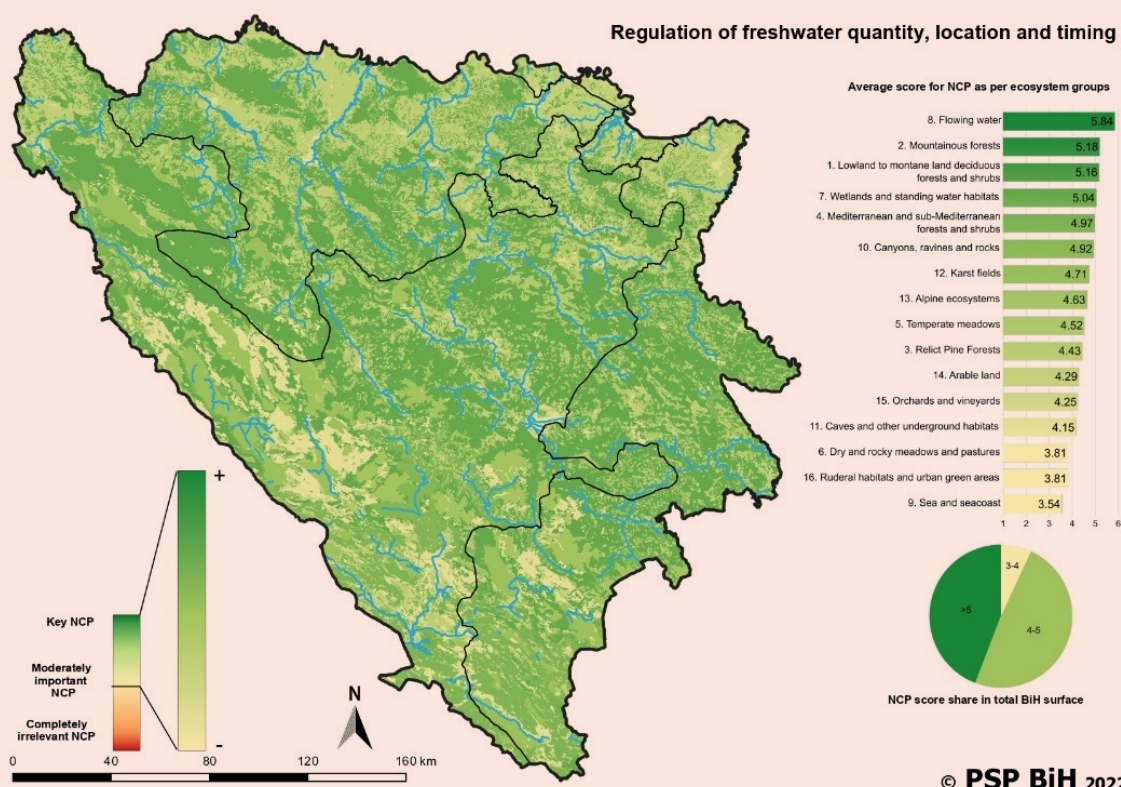 Regulation of freshwater quantity, location and timing
Average score for NCP as per ecosystem groups
8. Flowing water
5.84
2. Mountainous forests
5.18
1. Lowland to montane land deciduous
forests and shrubs
5.16
7. Wetlands and standing water habitats
5.04
4. Mediterranean and sub-Mediterranean
forests and shrubs
4.97
10. Canyons, ravines and rocks
4.92
12. Karst fields
4.71
13. Alpine ecosystems
4.63
5. Temperate meadows
4.52
3. Relict Pine Forests
4.43
14. Arable land
4.29
15. Orchards and vineyards
4.25
11. Caves and other underground habitats
4.15
6. Dry and rocky meadows and pastures
3.81
16. Ruderal habitats and urban green areas
3.81
9. Sea and seacoast
3.54
1 2 3 4 5 6
3-4
>5
4-5
NCP score share in total BiH surface
+
-
Key NCP
Moderately
important
NCP
Completely
irrelevant NCP
N
0 40 80 120 160 km
© PSP BiH 2022